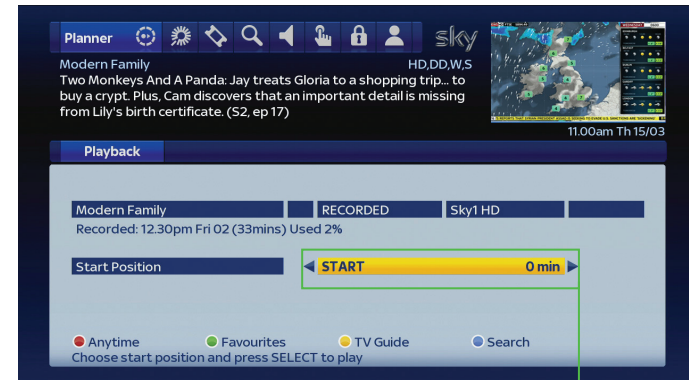 Planner
sky
Modern Family HD,DD,W,S
Two Monkeys And A Panda: Jay treats Gloria to a shopping trip... to
buy a crypt. Plus, Cam discovers that an important detail is missing
from Lily's birth certificate. (S2, ep 17)
11.00am Th 15/03
Playback
Modern Family RECORDED Sky1 HD
Recorded: 12.30pm Fri 02 (33mins) Used 2%
Start Position START 0 min
Anytime Favourites TV Guide Search
Choose start position and press SELECT to play